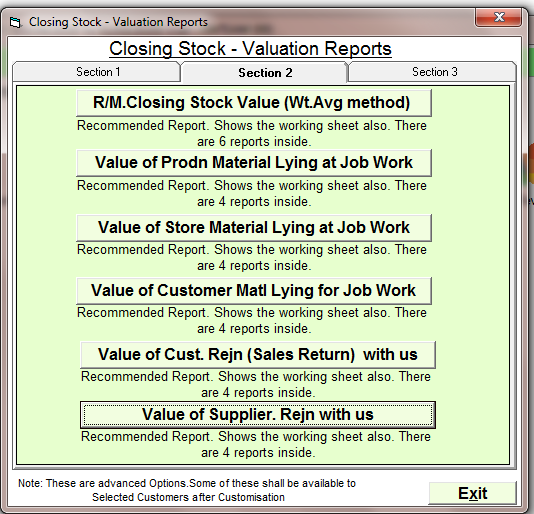 Closing Stock - Valuation Reports
Closing Stock - Valuation Reports
Section 1
Section 2
Section 3
R/M.Closing Stock Value (Wt.Avg method)
Recommended Report. Shows the working sheet also. There
are 6 reports inside.
Value of Prodn Material Lying at Job Work
Recommended Report. Shows the working sheet also. There
are 4 reports inside.
Value of Store Material Lying at Job Work
Recommended Report. Shows the working sheet also. There
are 4 reports inside.
Value of Customer Matl Lying for Job Work
Recommended Report. Shows the working sheet also. There
are 4 reports inside.
Value of Cust. Rejn (Sales Return) with us
Recommended Report. Shows the working sheet also. There
are 4 reports inside.
Value of Supplier. Rejn with us
Recommended Report. Shows the working sheet also. There
are 4 reports inside.
Note: These are advanced Options.Some of these shall be available to
Selected Customers after Customisation
Exit